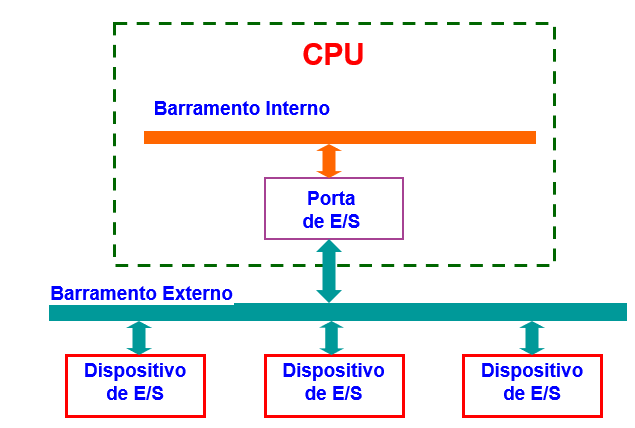 CPU
Barramento Interno
Porta
de E/S
Barramento Externo
Dispositivo
de E/S
Dispositivo
de E/S
Dispositivo
de E/S